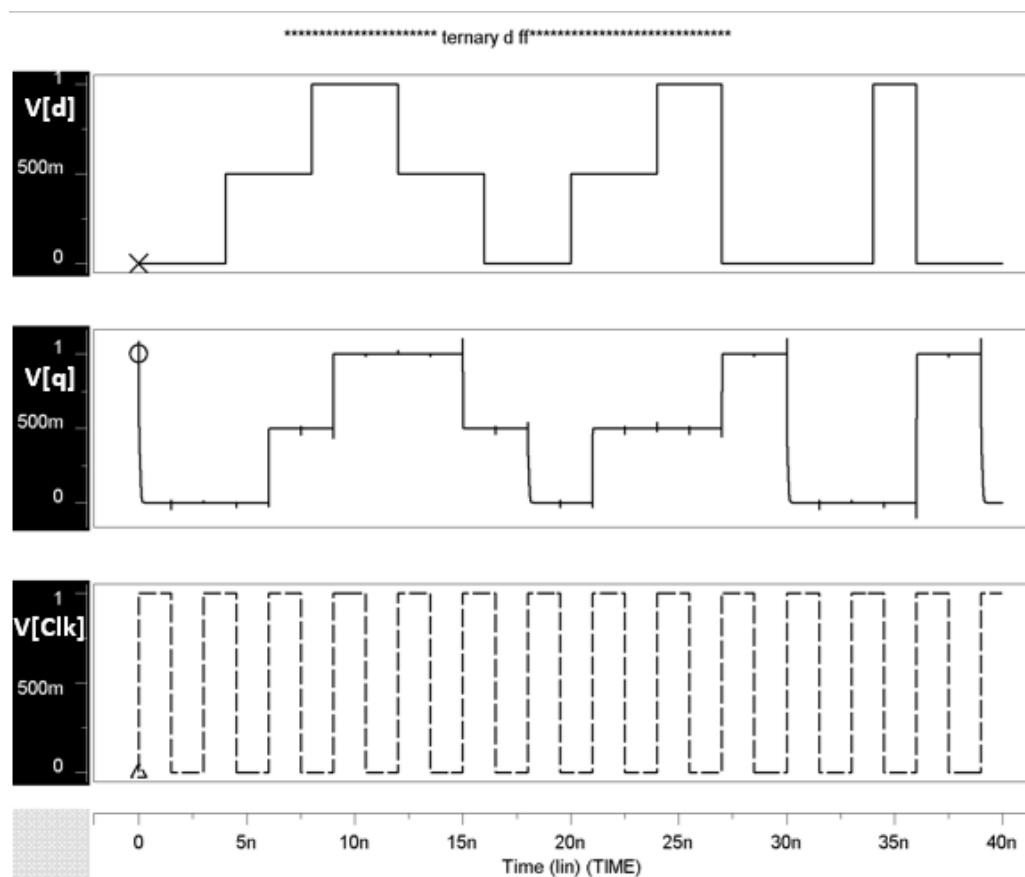 ********************** ternary d ff*****************************
1
V[d]
500m
0
1
V[q]
500m
0
1
V[Clk]
500m
0
0 5n 10n 15n 20n 25n 30n 35n 40n
Time (lin) (TIME)